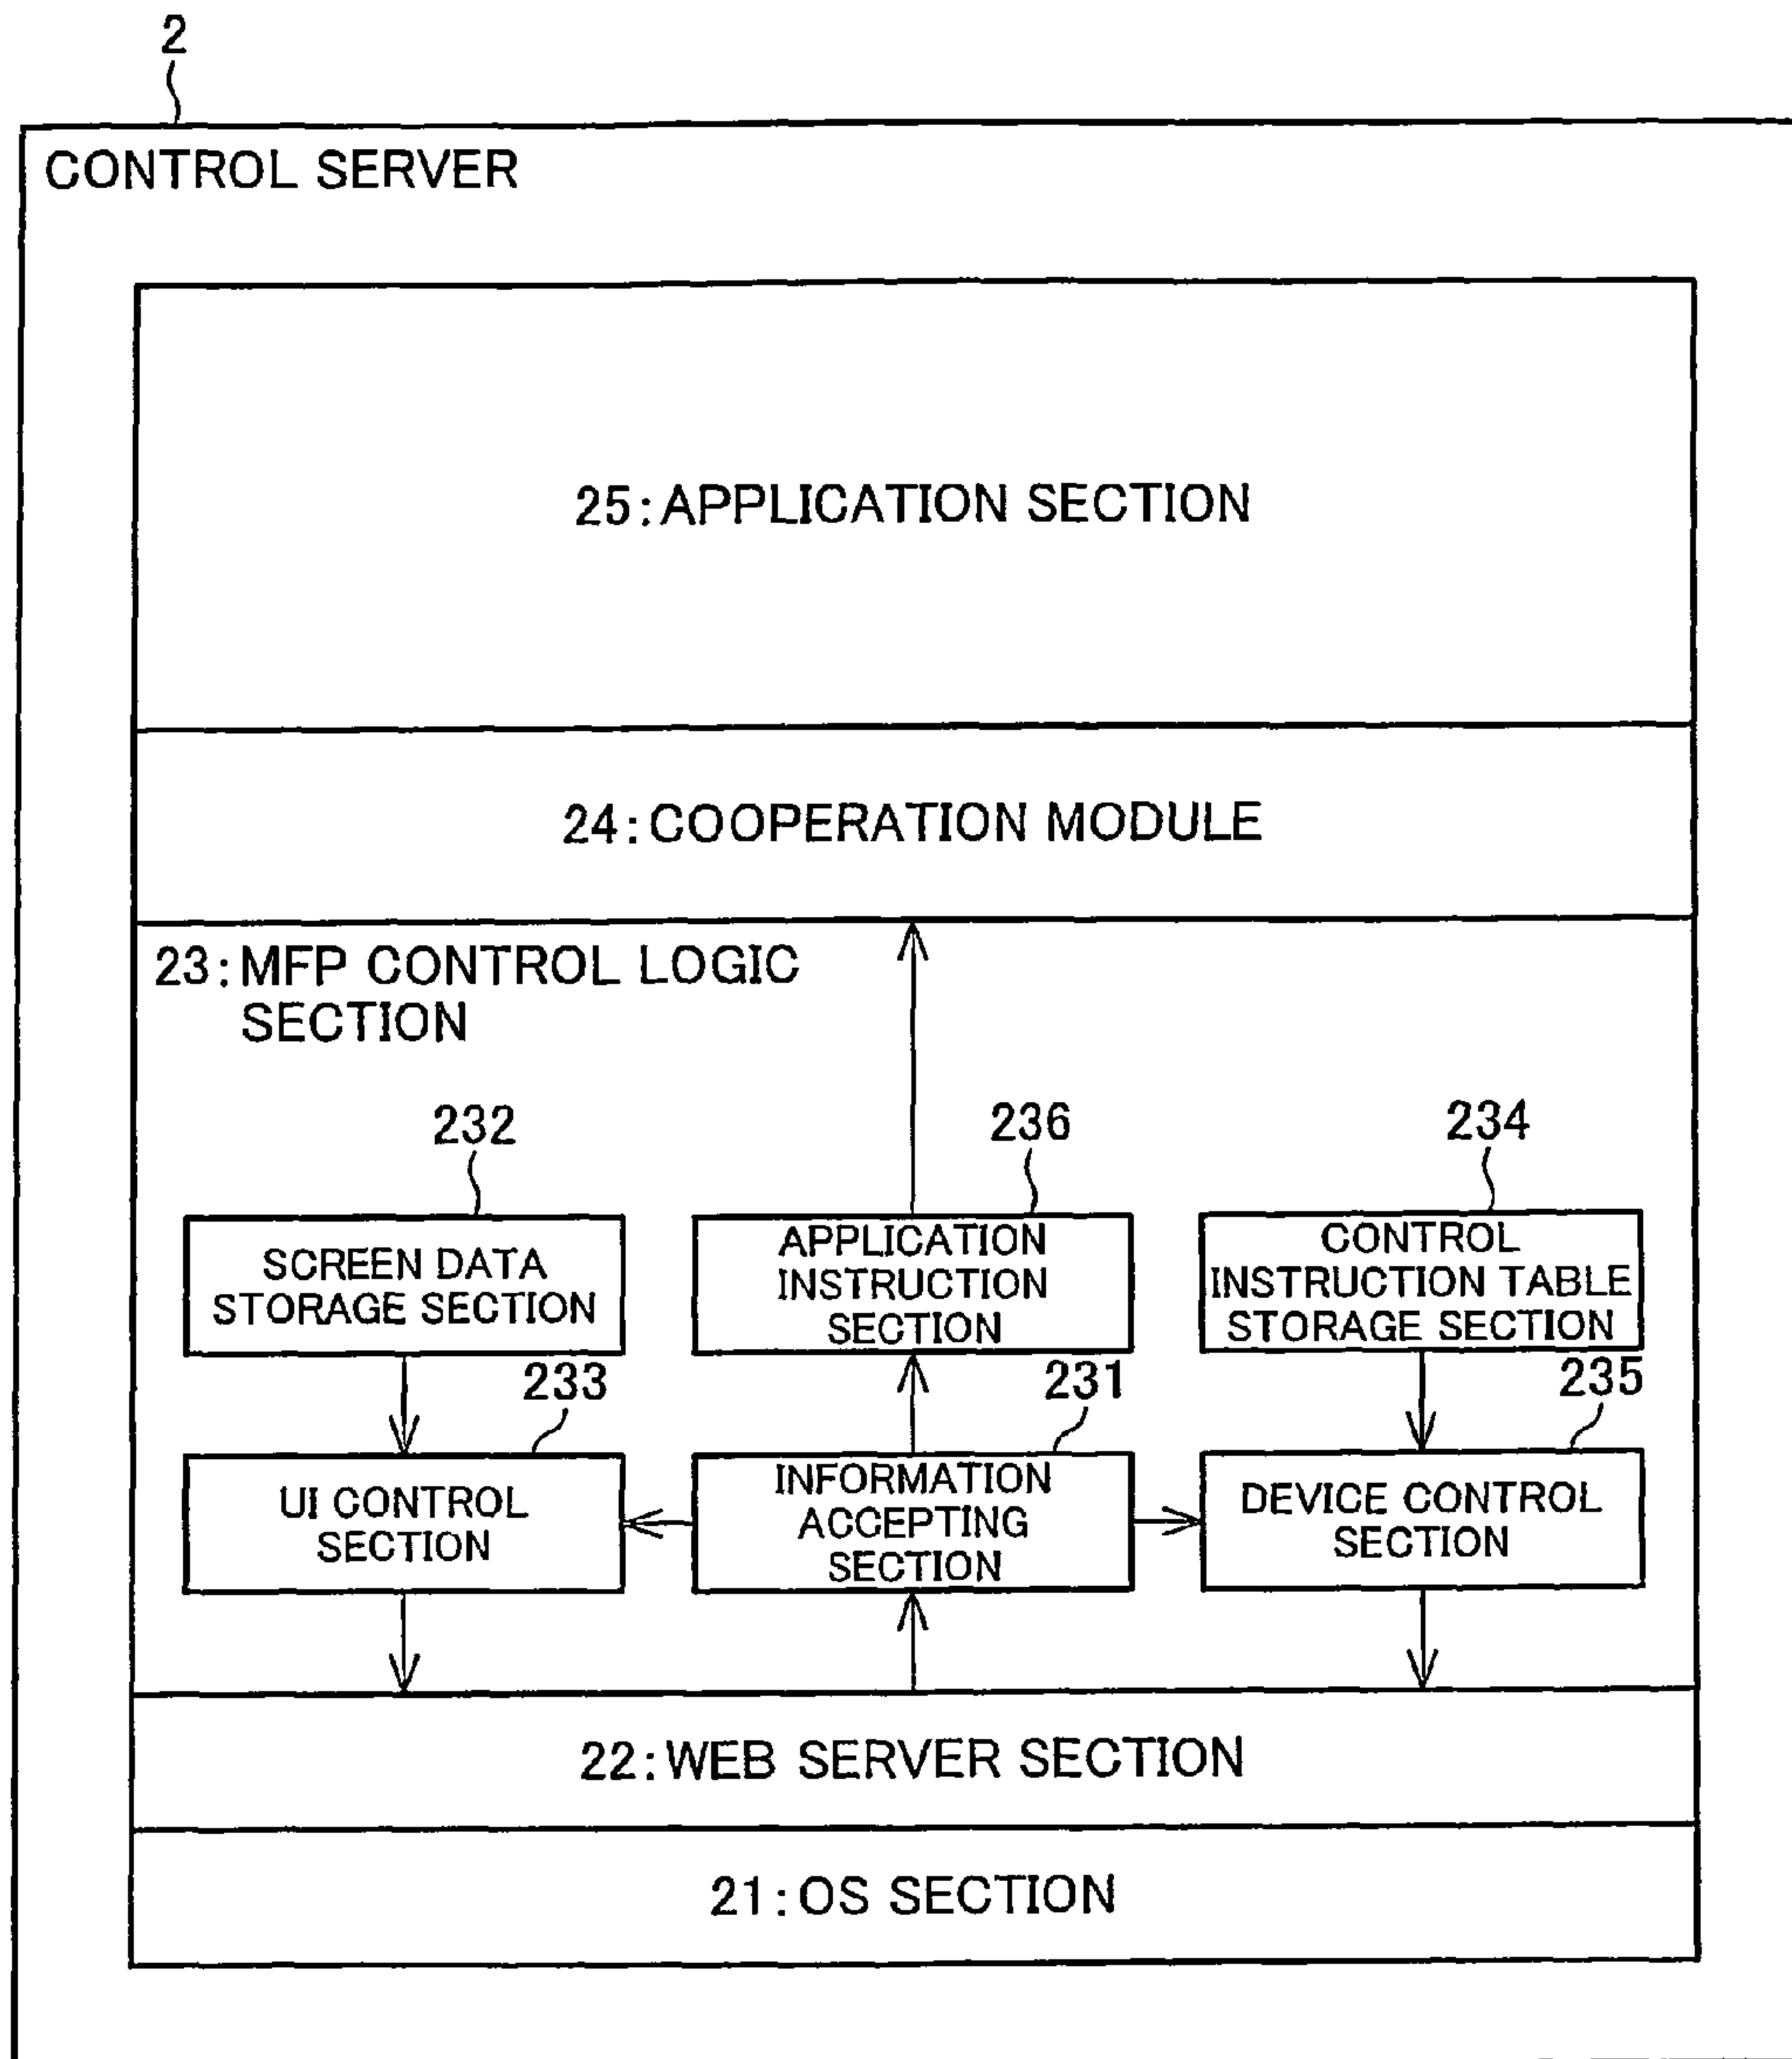 2
CONTROL SERVER
25:APPLICATION SECTION
24:COOPERATION MODULE
23:MFP CONTROL LOGIC
SECTION
232
236
234
SCREEN DATA
STORAGE SECTION
APPLICATION
INSTRUCTION
SECTION
CONTROL
INSTRUCTION TABLE
STORAGE SECTION
233
231
235
UI CONTROL
SECTION
INFORMATION
ACCEPTING
SECTION
DEVICE CONTROL
SECTION
22:WEB SERVER SECTION
21:OS SECTION